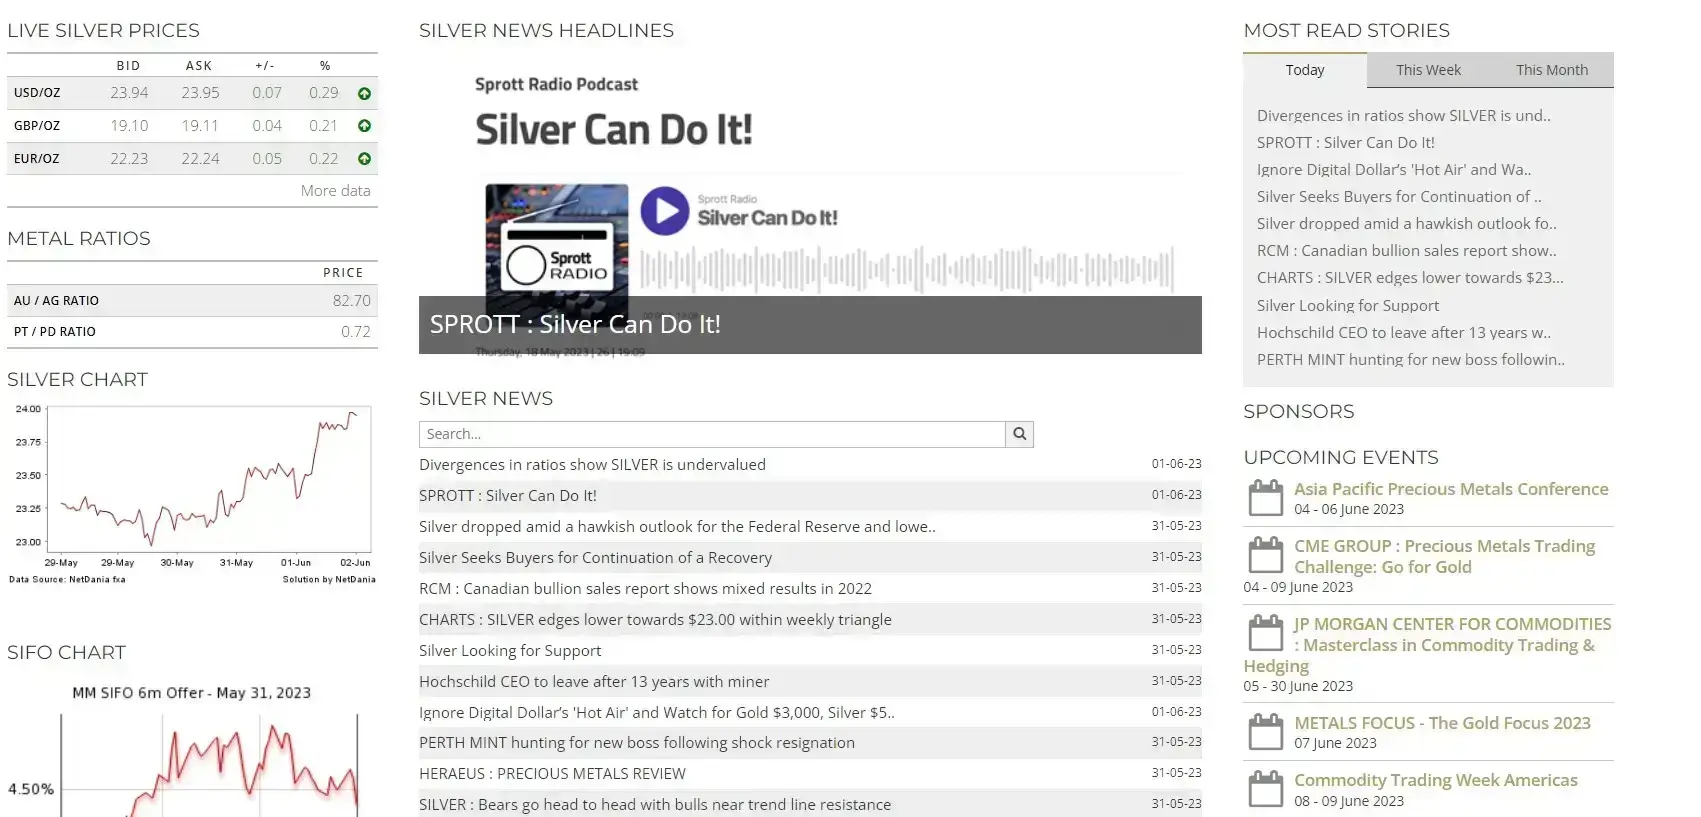 LIVE SILVER PRICES
BID ASK +/- %
USD/OZ 23.94 23.95 0.07 0.29
GBP/OZ 19.10 19.11 0.04 0.21
EUR/OZ 22.23 22.24 0.05 0.22
More data
METAL RATIOS
PRICE
AU / AG RATIO 82.70
PT / PD RATIO 0.72
SILVER CHART
24.00
23.75
23.50
23.25
23.00
29-May 29-May 30-May 31-May 01-Jun 02-Jun
Data Source: NetDania fxa Solution by NetDania
SIFO CHART
MM SIFO 6m Offer - May 31, 2023
4.50%
SILVER NEWS HEADLINES
Sprott Radio Podcast
Silver Can Do It!
Sprott Radio
Silver Can Do It!
Sprott
RADIO
SPROTT : Silver Can Do It!
Thursday, 18 May 2023 | 26 | 19:09
SILVER NEWS
Search...
Divergences in ratios show SILVER is undervalued 01-06-23
SPROTT : Silver Can Do It! 01-06-23
Silver dropped amid a hawkish outlook for the Federal Reserve and lowe.. 31-05-23
Silver Seeks Buyers for Continuation of a Recovery 31-05-23
RCM : Canadian bullion sales report shows mixed results in 2022 31-05-23
CHARTS : SILVER edges lower towards $23.00 within weekly triangle 31-05-23
Silver Looking for Support 31-05-23
Hochschild CEO to leave after 13 years with miner 31-05-23
Ignore Digital Dollar’s 'Hot Air' and Watch for Gold $3,000, Silver $5.. 01-06-23
PERTH MINT hunting for new boss following shock resignation 31-05-23
HERAEUS : PRECIOUS METALS REVIEW 31-05-23
SILVER : Bears go head to head with bulls near trend line resistance 31-05-23
MOST READ STORIES
Today This Week This Month
Divergences in ratios show SILVER is und..
SPROTT : Silver Can Do It!
Ignore Digital Dollar’s 'Hot Air' and Wa..
Silver Seeks Buyers for Continuation of ..
Silver dropped amid a hawkish outlook fo..
RCM : Canadian bullion sales report show..
CHARTS : SILVER edges lower towards $23...
Silver Looking for Support
Hochschild CEO to leave after 13 years w..
PERTH MINT hunting for new boss followin..
SPONSORS
UPCOMING EVENTS
Asia Pacific Precious Metals Conference
04 - 06 June 2023
CME GROUP : Precious Metals Trading
Challenge: Go for Gold
04 - 09 June 2023
JP MORGAN CENTER FOR COMMODITIES
: Masterclass in Commodity Trading &
Hedging
05 - 30 June 2023
METALS FOCUS - The Gold Focus 2023
07 June 2023
Commodity Trading Week Americas
08 - 09 June 2023